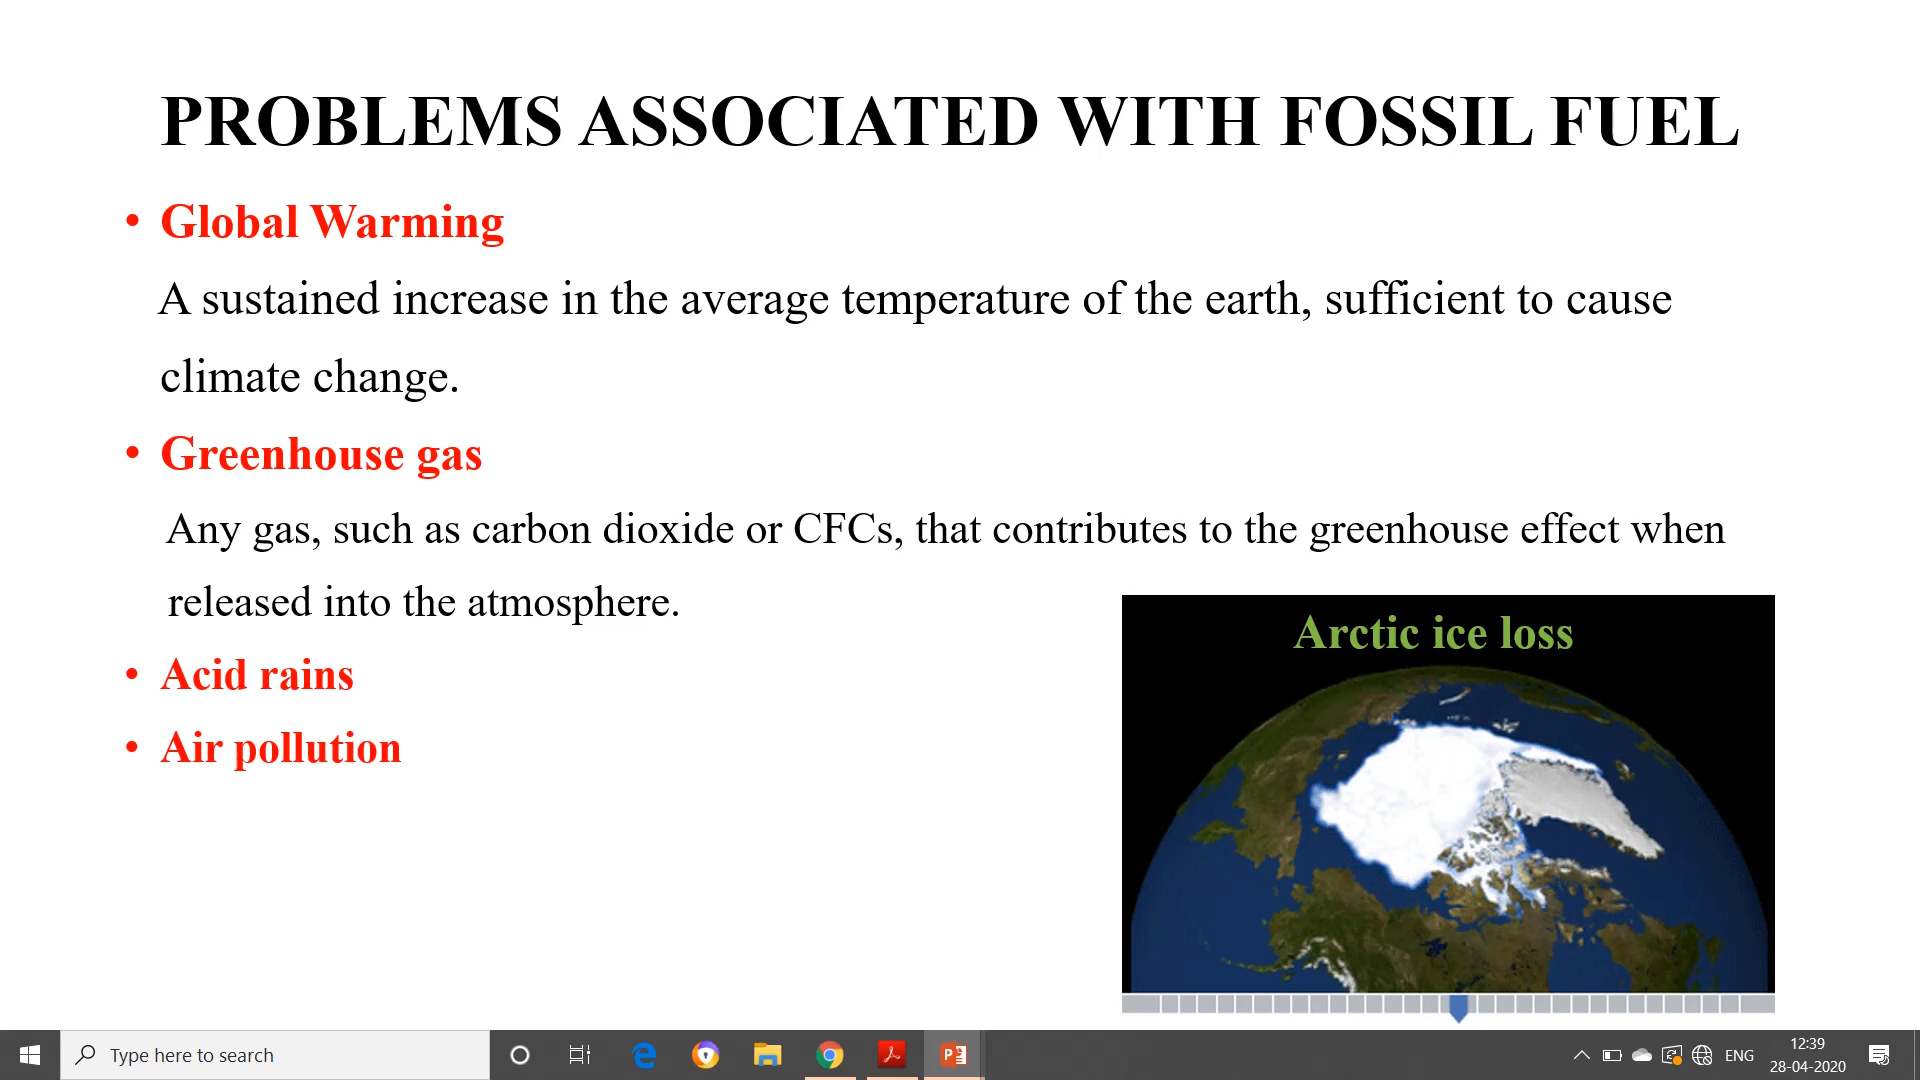 PROBLEMS ASSOCIATED WITH FOSSIL FUEL
• Global Warming
A sustained increase in the average temperature of the earth, sufficient to cause
climate change.
• Greenhouse gas
Any gas, such as carbon dioxide or CFCs, that contributes to the greenhouse effect when
released into the atmosphere.
• Acid rains
• Air pollution
Arctic ice loss
Type here to search
ENG
12:39
28-04-2020